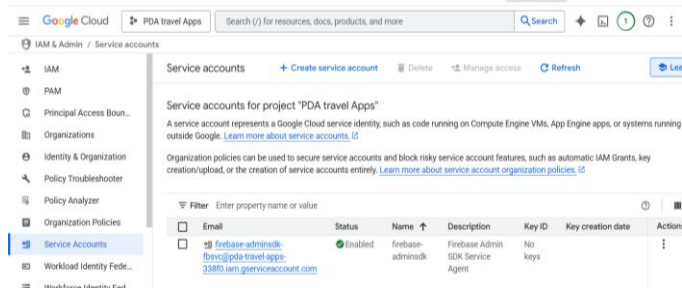 Google Cloud
PDA travel Apps
Search (/) for resources, docs, products, and more
Search
1
IAM & Admin / Service accounts
IAM
PAM
Principal Access Boun...
Organizations
Identity & Organization
Policy Troubleshooter
Policy Analyzer
Organization Policies
Service Accounts
Workload Identity Fede...
Workforce Identity Fed
Service accounts
+ Create service account
Delete
Manage access
Refresh
Lea
Service accounts for project "PDA travel Apps"
A service account represents a Google Cloud service identity, such as code running on Compute Engine VMs, App Engine apps, or systems running
outside Google. Learn more about service accounts.
Organization policies can be used to secure service accounts and block risky service account features, such as automatic IAM Grants, key
creation/upload, or the creation of service accounts entirely. Learn more about service account organization policies.
Filter Enter property name or value
Email Status Name Description Key ID Key creation date Actions
firebase-adminsdk- Enabled firebase- Firebase Admin No
fbsvc@pda-travel-apps- adminsdk SDK Service keys
338f0.iam.gserviceaccount.com Agent